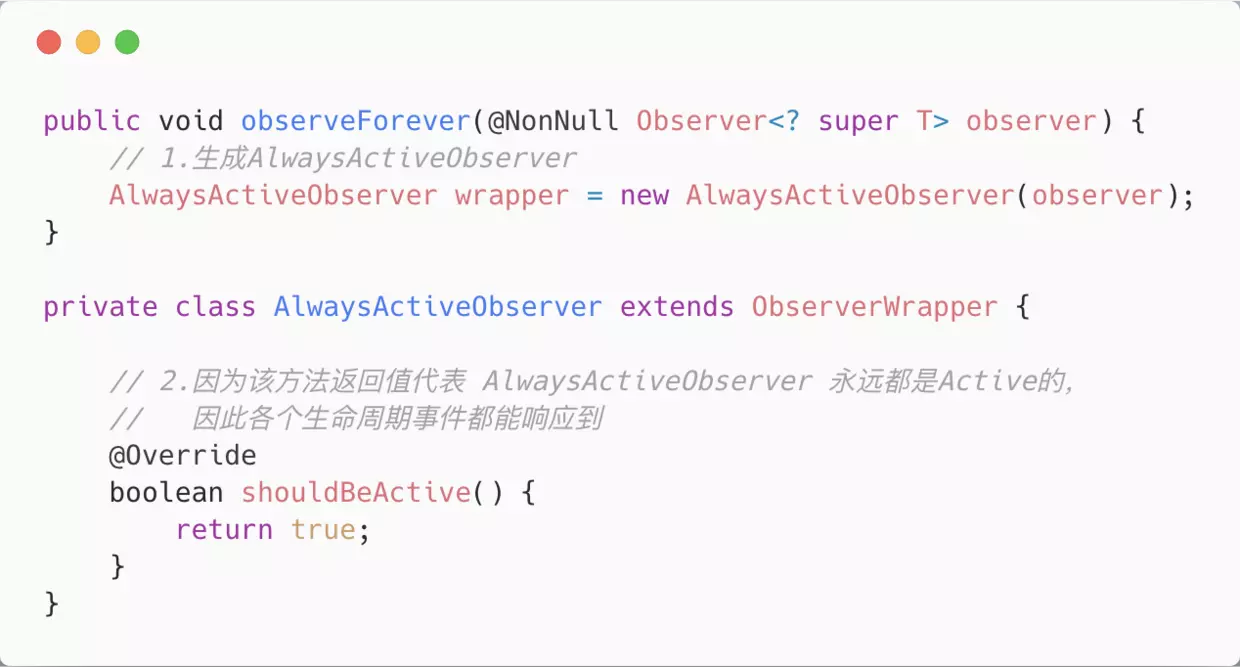 public void observeForever(@NonNull Observer<? super T> observer) {
// 1.生成AlwaysActiveObserver
AlwaysActiveObserver wrapper = new AlwaysActiveObserver(observer);
}
private class AlwaysActiveObserver extends ObserverWrapper {
// 2.因为该方法返回值代表 AlwaysActiveObserver 永远都是Active的,
//   因此各个生命周期事件都能响应到
@Override
boolean shouldBeActive() {
return true;
}
}